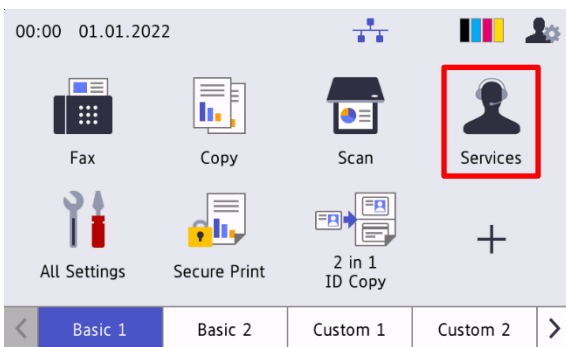 00:00 01.01.2022
Fax
Copy
Scan
Services
All Settings
Secure Print
2 in 1
ID Copy
Basic 1
Basic 2
Custom 1
Custom 2